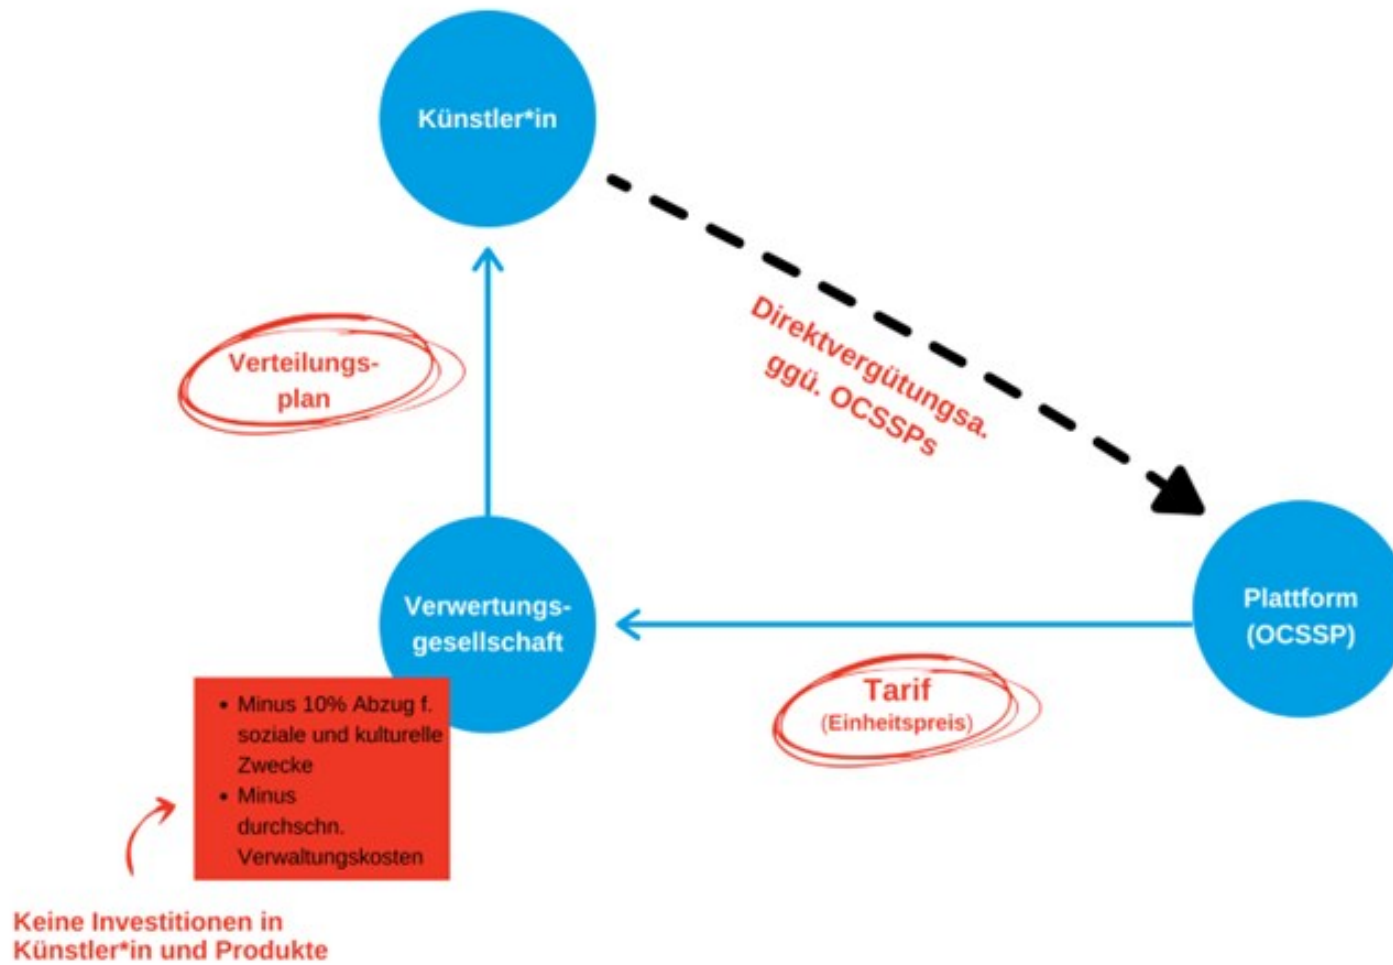 Künstler*in
Direktvergütungsa.
ggü. OCSSPs
Verteilungs-
plan
Verwertungs-
gesellschaft
Plattform
(OCSSP)
Tarif
(Einheitspreis)
• Minus 10% Abzug f.
soziale und kulturelle
Zwecke
• Minus
durchschn.
Verwaltungskosten
Keine Investitionen in
Künstler*in und Produkte